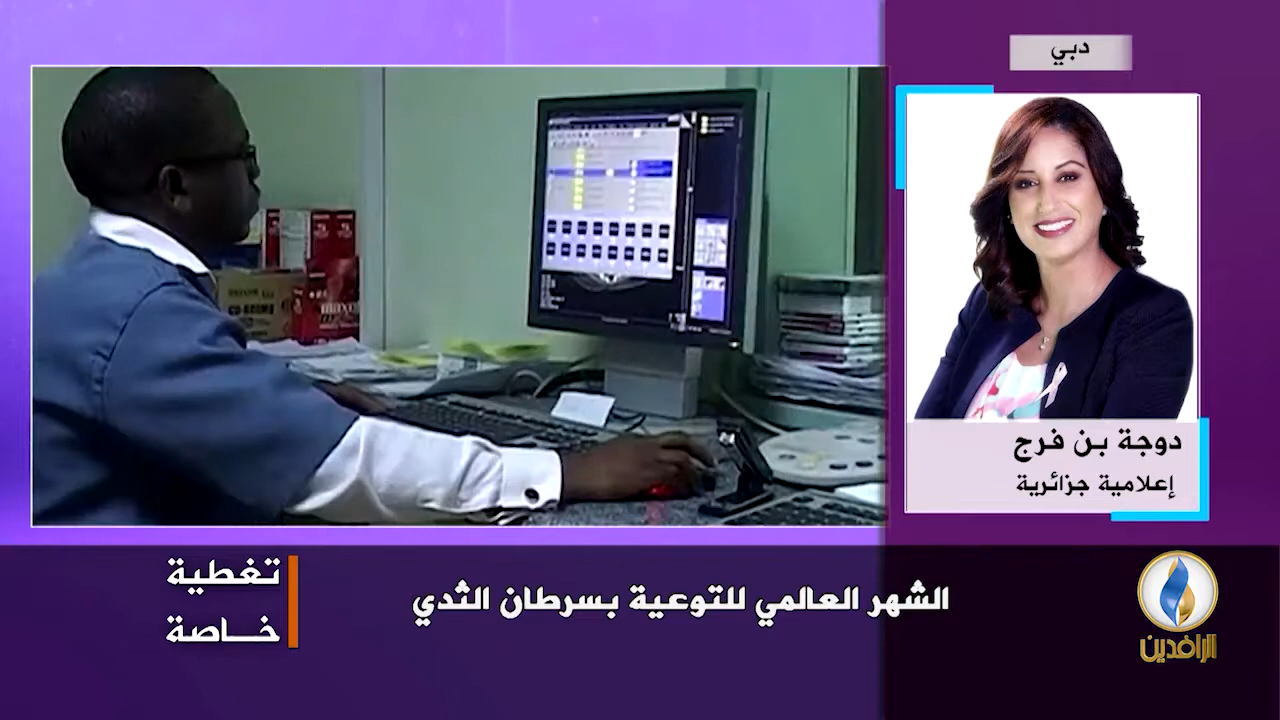 دبي
دوجة بن فرج
إعلامية جزائرية
الشهر العالمي للتوعية بسرطان الثدي
تغطية
خاصة
الرافدين